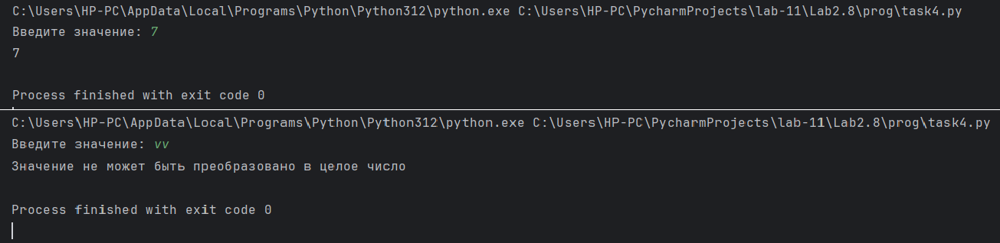 C:\Users\HP-PC\AppData\Local\Programs\Python\Python312\python.exe C:\Users\HP-PC\PycharmProjects\lab-11\Lab2.8\prog\task4.py
Введите значение: 7
7
Process finished with exit code 0
C:\Users\HP-PC\AppData\Local\Programs\Python\Python312\python.exe C:\Users\HP-PC\PycharmProjects\lab-11\Lab2.8\prog\task4.py
Введите значение: vv
Значение не может быть преобразовано в целое число
Process finished with exit code 0